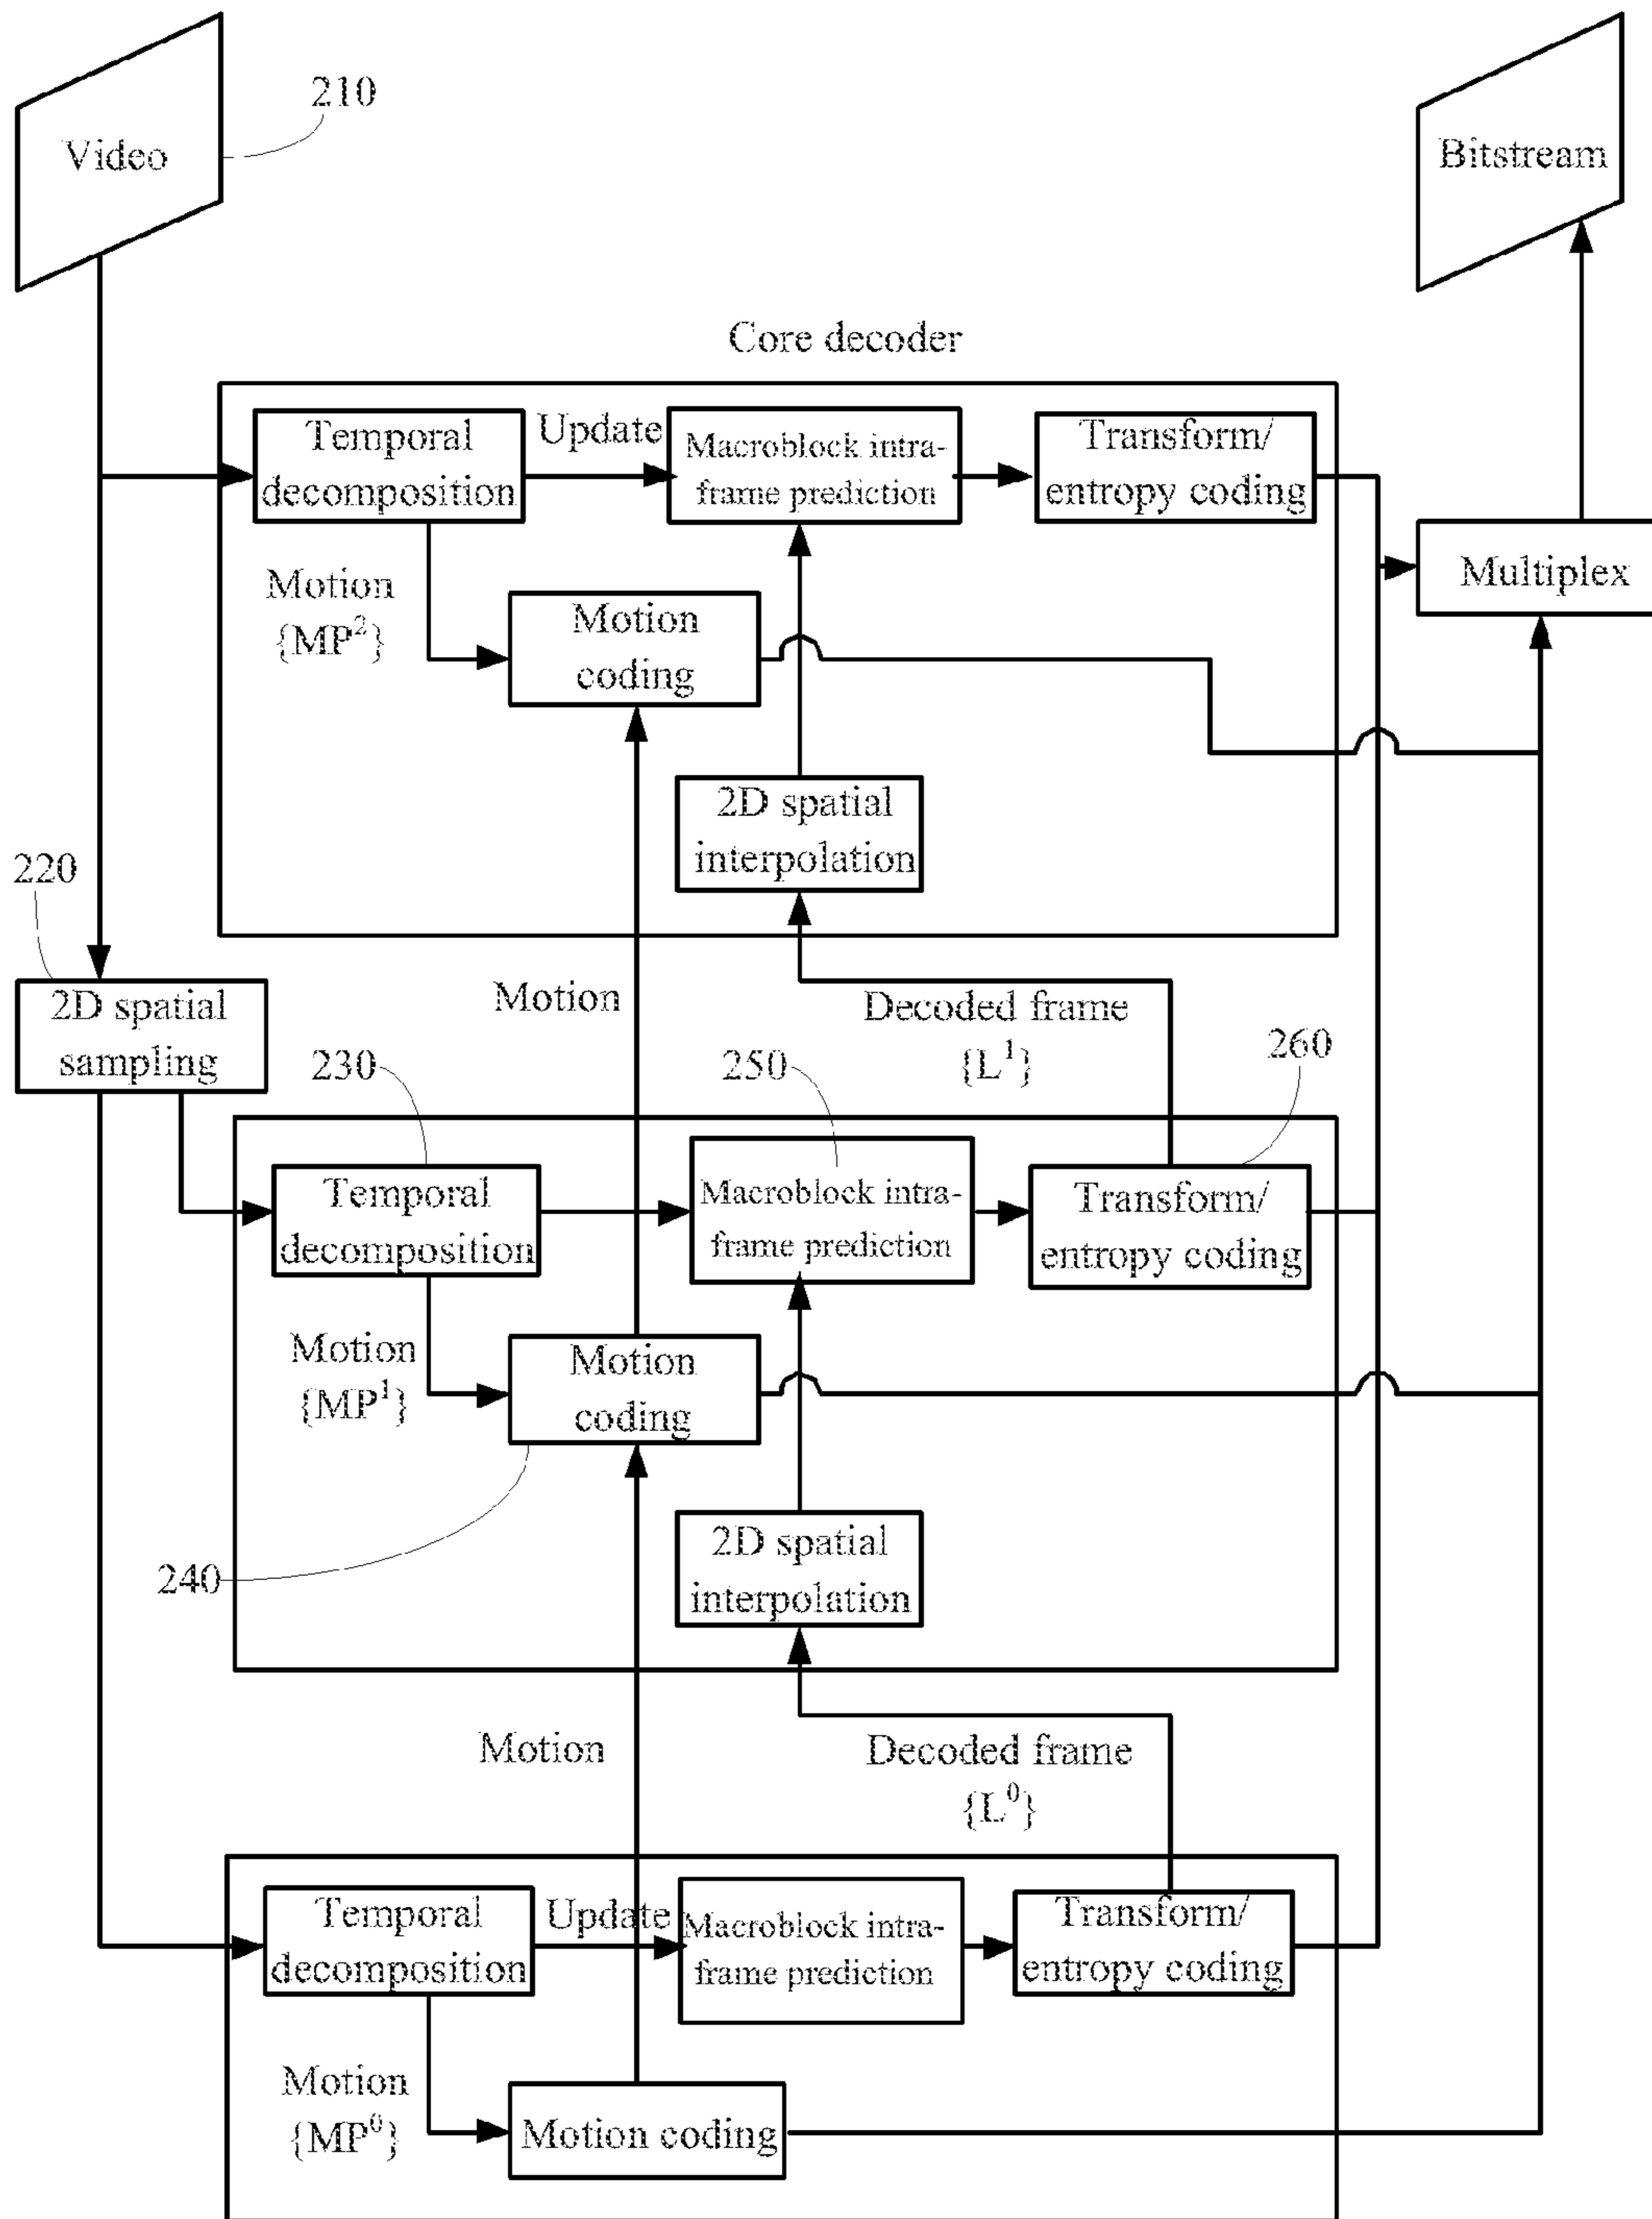 210
Video
Bitstream
Core decoder
Temporal
decomposition
Update
Macroblock intra-
frame prediction
Transform/
entropy coding
Motion
{MP²}
Motion
coding
Multiplex
2D spatial
interpolation
220
2D spatial
sampling
Motion
Decoded frame
{L¹}
230
250
260
Temporal
decomposition
Macroblock intra-
frame prediction
Transform/
entropy coding
Motion
{MP¹}
Motion
coding
240
2D spatial
interpolation
Motion
Decoded frame
{L⁰}
Temporal
decomposition
Update
Macroblock intra-
frame prediction
Transform/
entropy coding
Motion
{MP⁰}
Motion coding